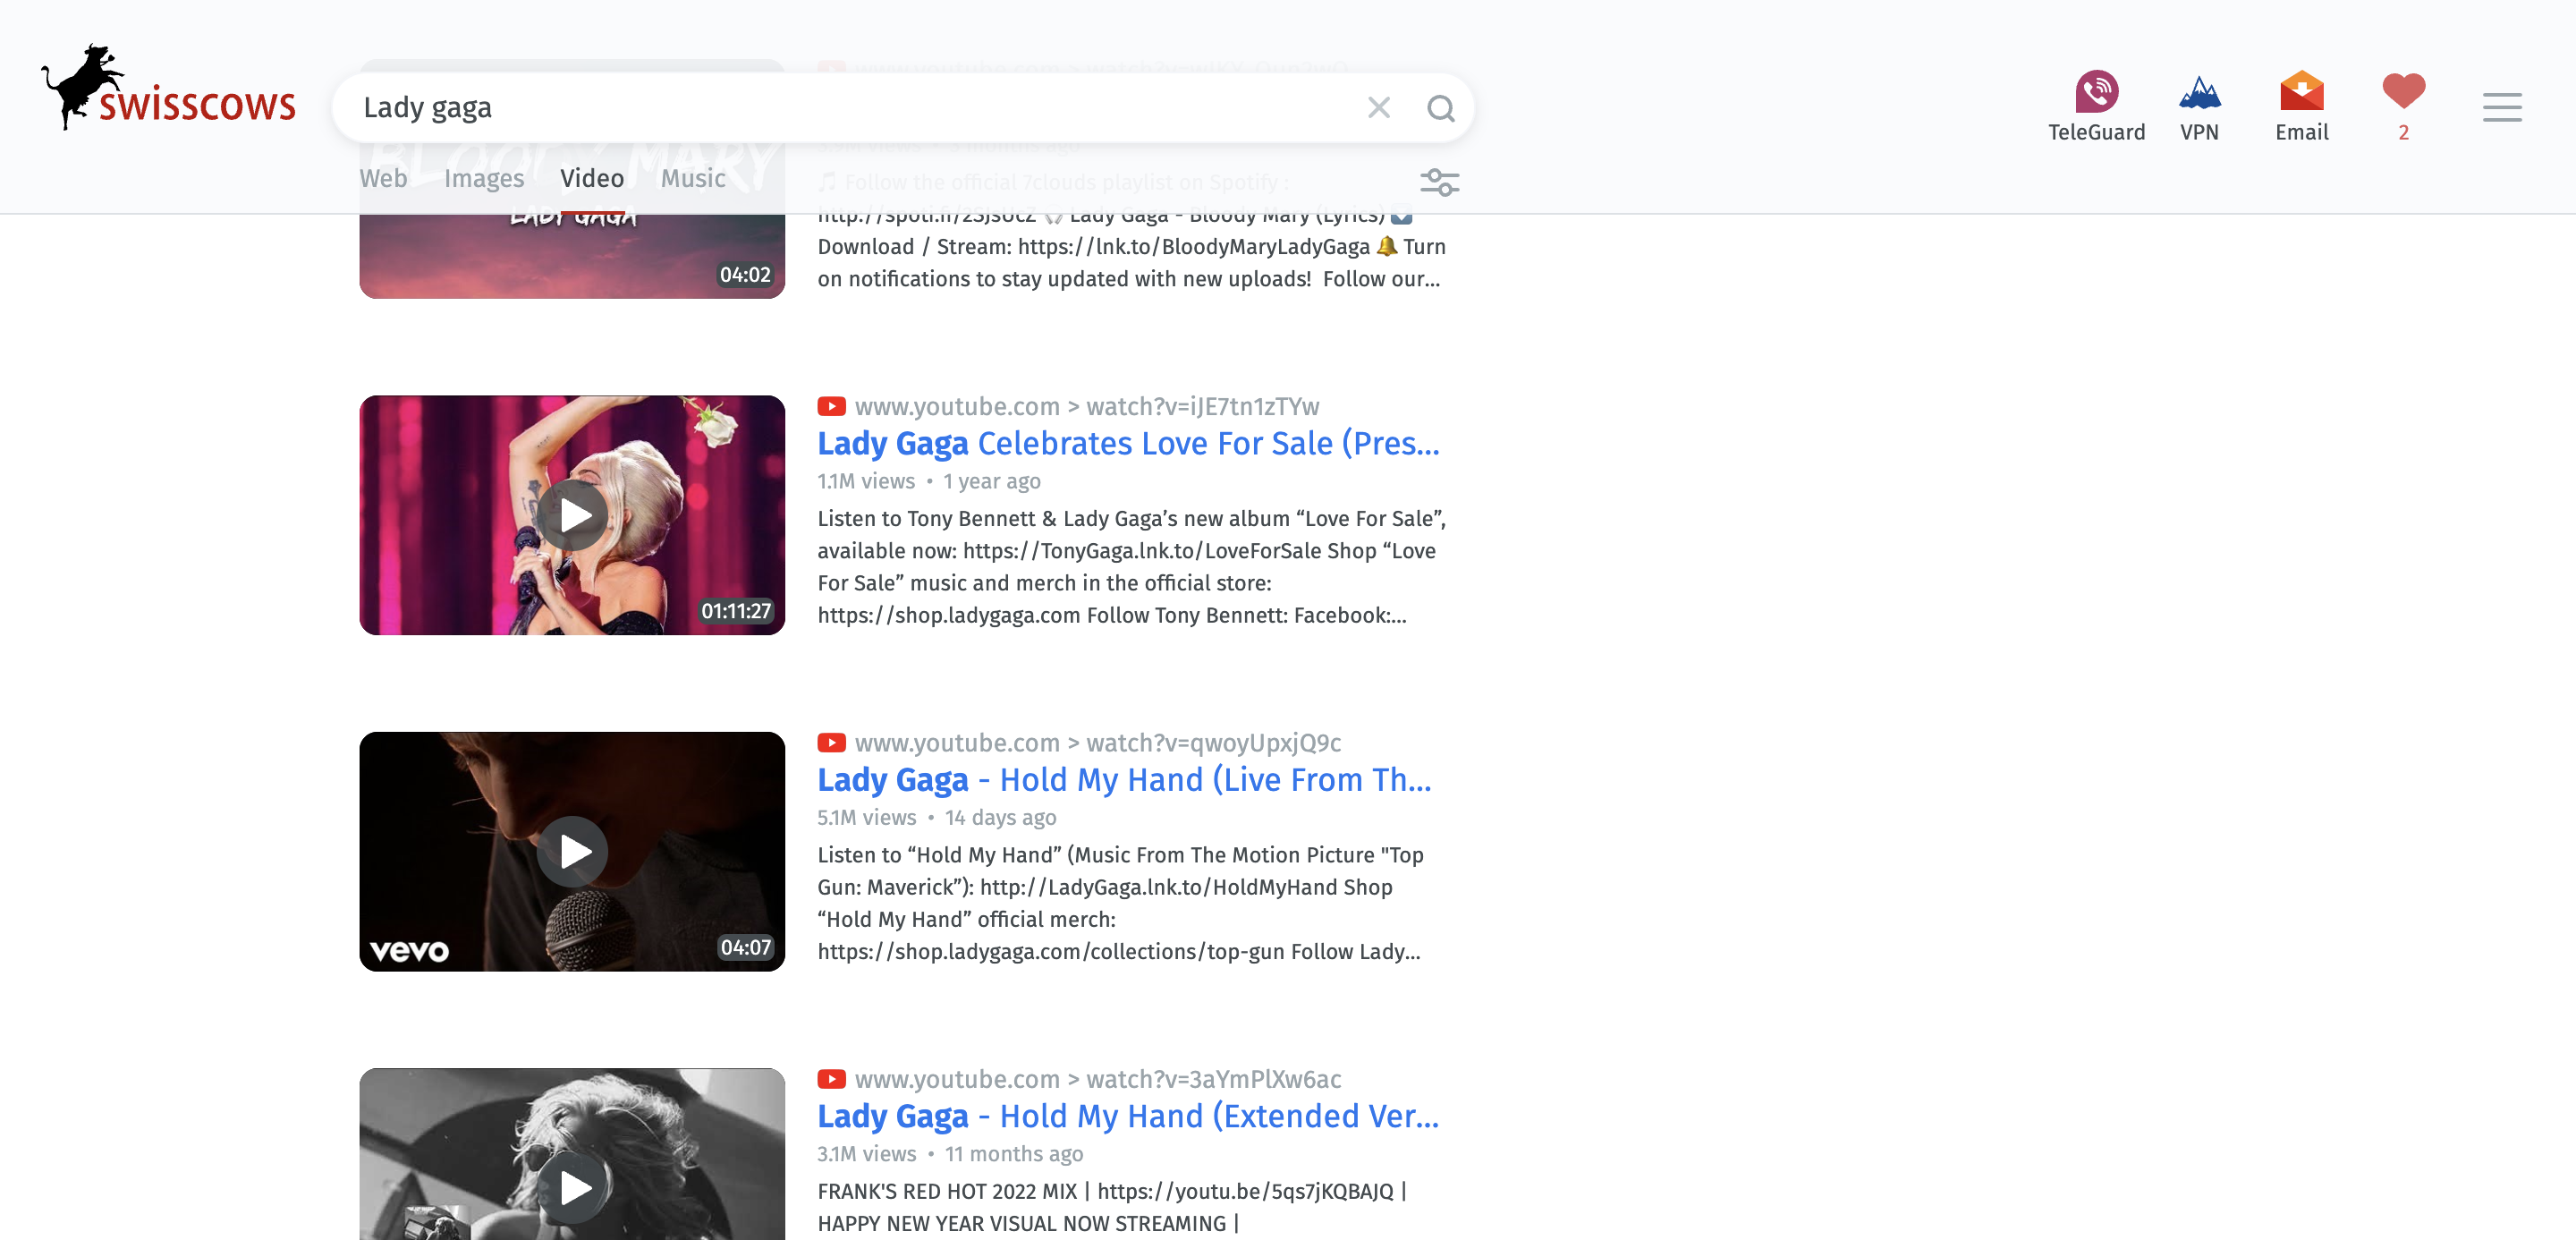 swisscows
Lady gaga
TeleGuard
VPN
Email
2
Web
Images
Video
Music
BLOODY MARY
LADY GAGA
04:02
3.9M views • 3 months ago
Follow the official 7clouds playlist on Spotify :
http://spoti.fi/2SJsUcZ 🎧 Lady Gaga - Bloody Mary (Lyrics) ⬇️
Download / Stream: https://lnk.to/BloodyMaryLadyGaga 🔔 Turn
on notifications to stay updated with new uploads!  Follow our...
01:11:27
www.youtube.com > watch?v=iJE7tn1zTYw
Lady Gaga Celebrates Love For Sale (Pres...
1.1M views • 1 year ago
Listen to Tony Bennett & Lady Gaga’s new album “Love For Sale”,
available now: https://TonyGaga.lnk.to/LoveForSale Shop “Love
For Sale” music and merch in the official store:
https://shop.ladygaga.com Follow Tony Bennett: Facebook:...
vevo
04:07
www.youtube.com > watch?v=qwoyUpxjQ9c
Lady Gaga - Hold My Hand (Live From Th...
5.1M views • 14 days ago
Listen to “Hold My Hand” (Music From The Motion Picture "Top
Gun: Maverick”): http://LadyGaga.lnk.to/HoldMyHand Shop
“Hold My Hand” official merch:
https://shop.ladygaga.com/collections/top-gun Follow Lady...
www.youtube.com > watch?v=3aYmPlXw6ac
Lady Gaga - Hold My Hand (Extended Ver...
3.1M views • 11 months ago
FRANK'S RED HOT 2022 MIX | https://youtu.be/5qs7jKQBAJQ |
HAPPY NEW YEAR VISUAL NOW STREAMING |